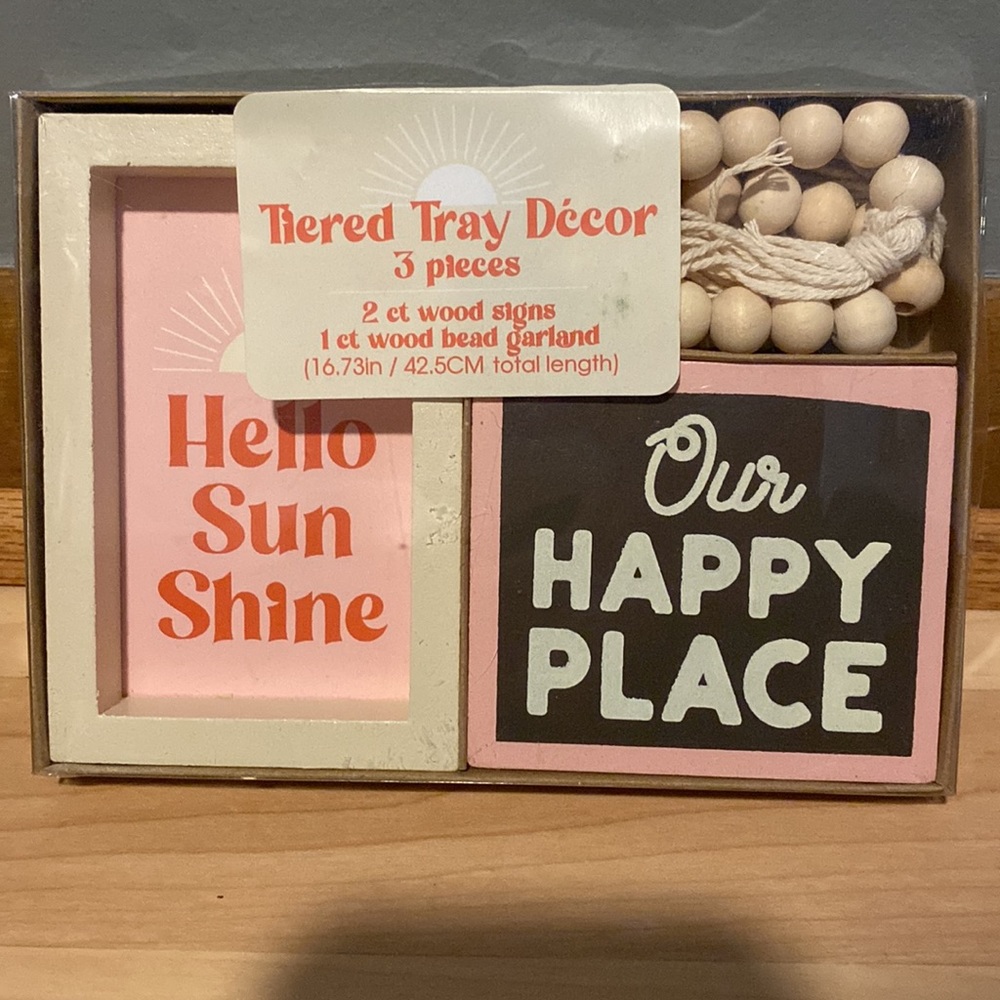 Tiered Tray Décor
3 pieces
2 ct wood signs
1 ct wood bead garland
(16.73in / 42.5CM total length)
Hello
Sun
Shine
Our
HAPPY
PLACE